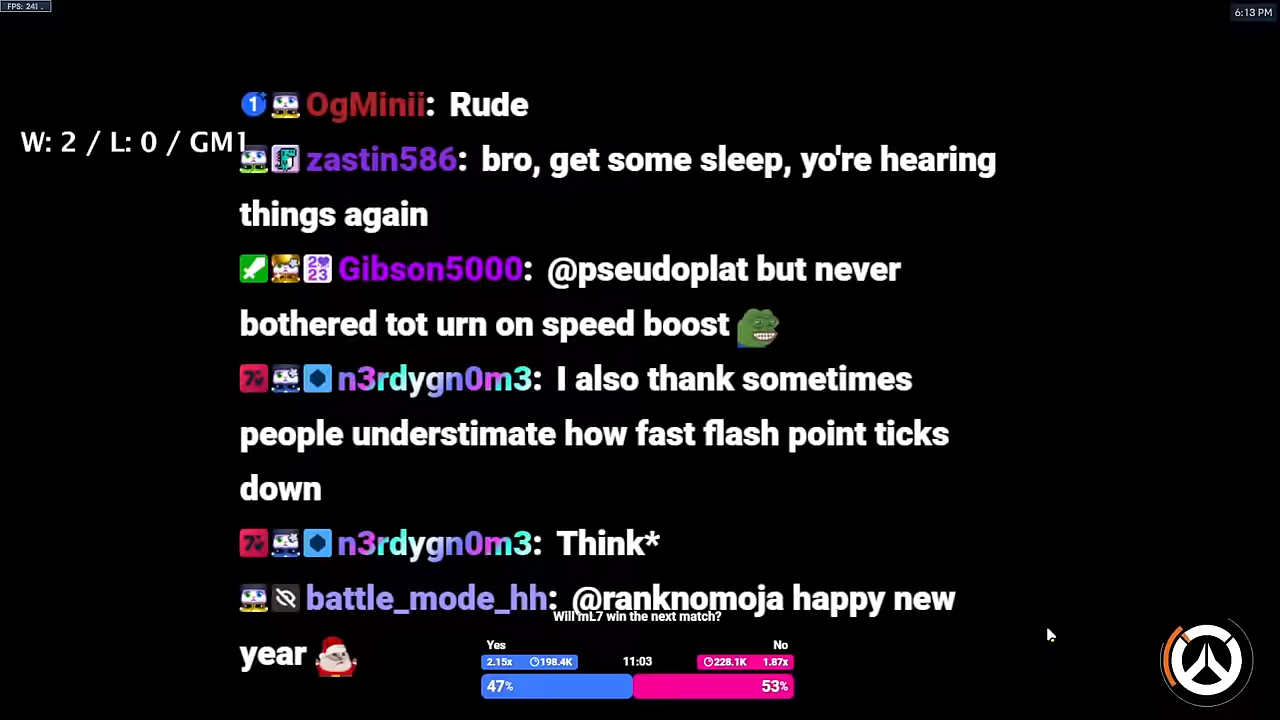 FPS: 241 .
6:13 PM
OgMinii: Rude
W: 2 / L: 0 / GM1
zastin586: bro, get some sleep, yo're hearing
things again
Gibson5000: @pseudoplat but never
bothered tot urn on speed boost
n3rdygn0m3: I also thank sometimes
people understimate how fast flash point ticks
down
n3rdygn0m3: Think*
battle_mode_hh: @ranknomoja happy new
year
Will mL7 win the next match?
Yes No
2.15x 198.4K 11:03 228.1K 1.87x
47% 53%